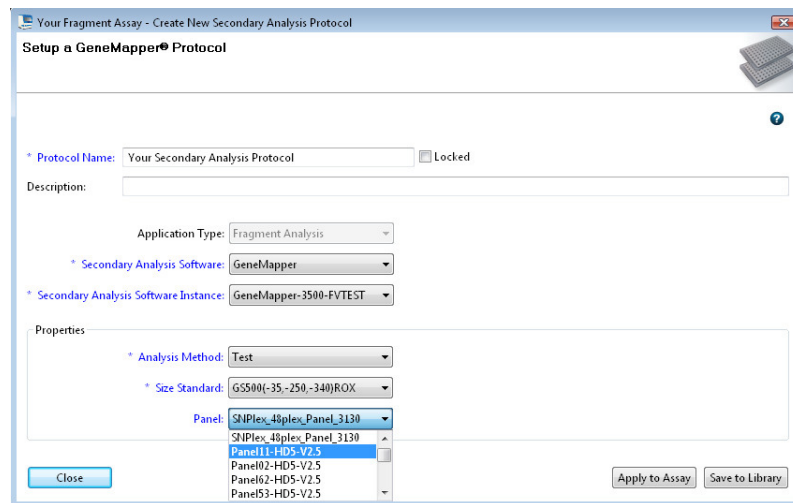 Your Fragment Assay - Create New Secondary Analysis Protocol
Setup a GeneMapper® Protocol
?
* Protocol Name: Your Secondary Analysis Protocol Locked
Description:
Application Type: Fragment Analysis
* Secondary Analysis Software: GeneMapper
* Secondary Analysis Software Instance: GeneMapper-3500-FVTEST
Properties
* Analysis Method: Test
* Size Standard: GS500(-35,-250,-340)ROX
Panel: SNPlex_48plex_Panel_3130
SNPlex_48plex_Panel_3130
Panel11-HD5-V2.5
Panel02-HD5-V2.5
Panel62-HD5-V2.5
Panel53-HD5-V2.5
Close Apply to Assay Save to Library